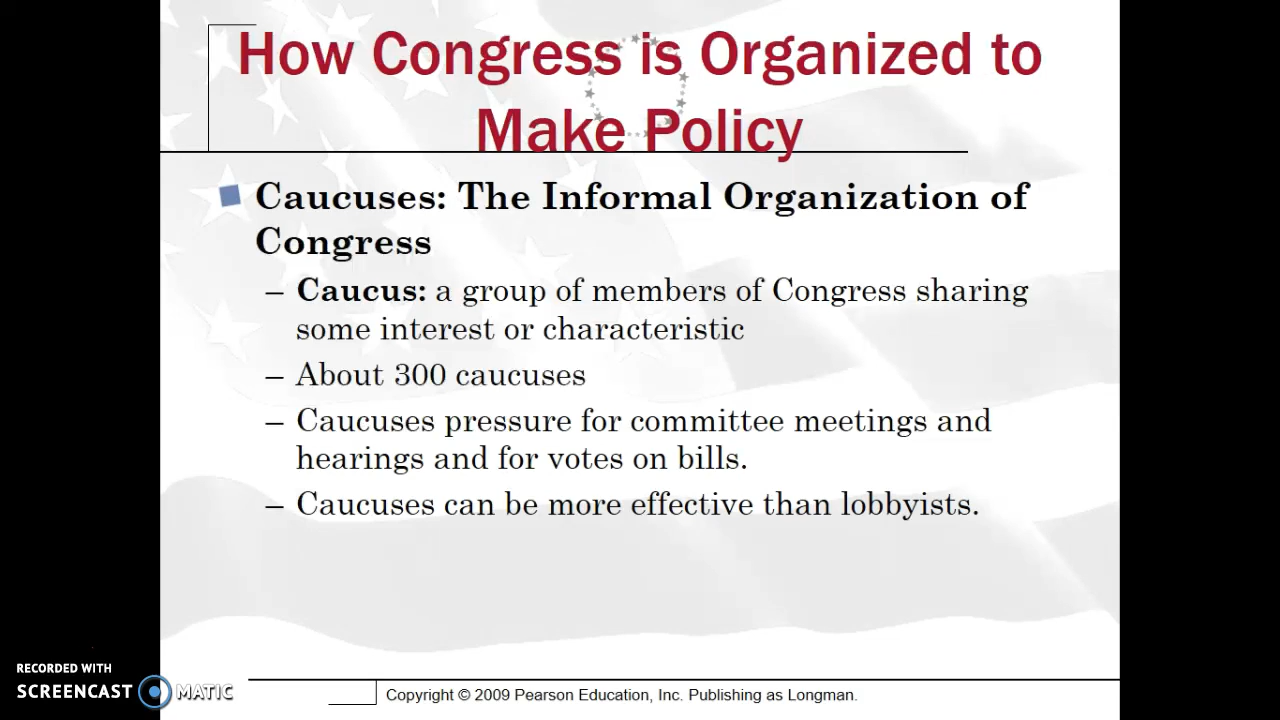 How Congress is Organized to
Make Policy
Caucuses: The Informal Organization of
Congress
– Caucus: a group of members of Congress sharing
some interest or characteristic
– About 300 caucuses
– Caucuses pressure for committee meetings and
hearings and for votes on bills.
– Caucuses can be more effective than lobbyists.
RECORDED WITH
SCREENCAST MATIC
Copyright © 2009 Pearson Education, Inc. Publishing as Longman.